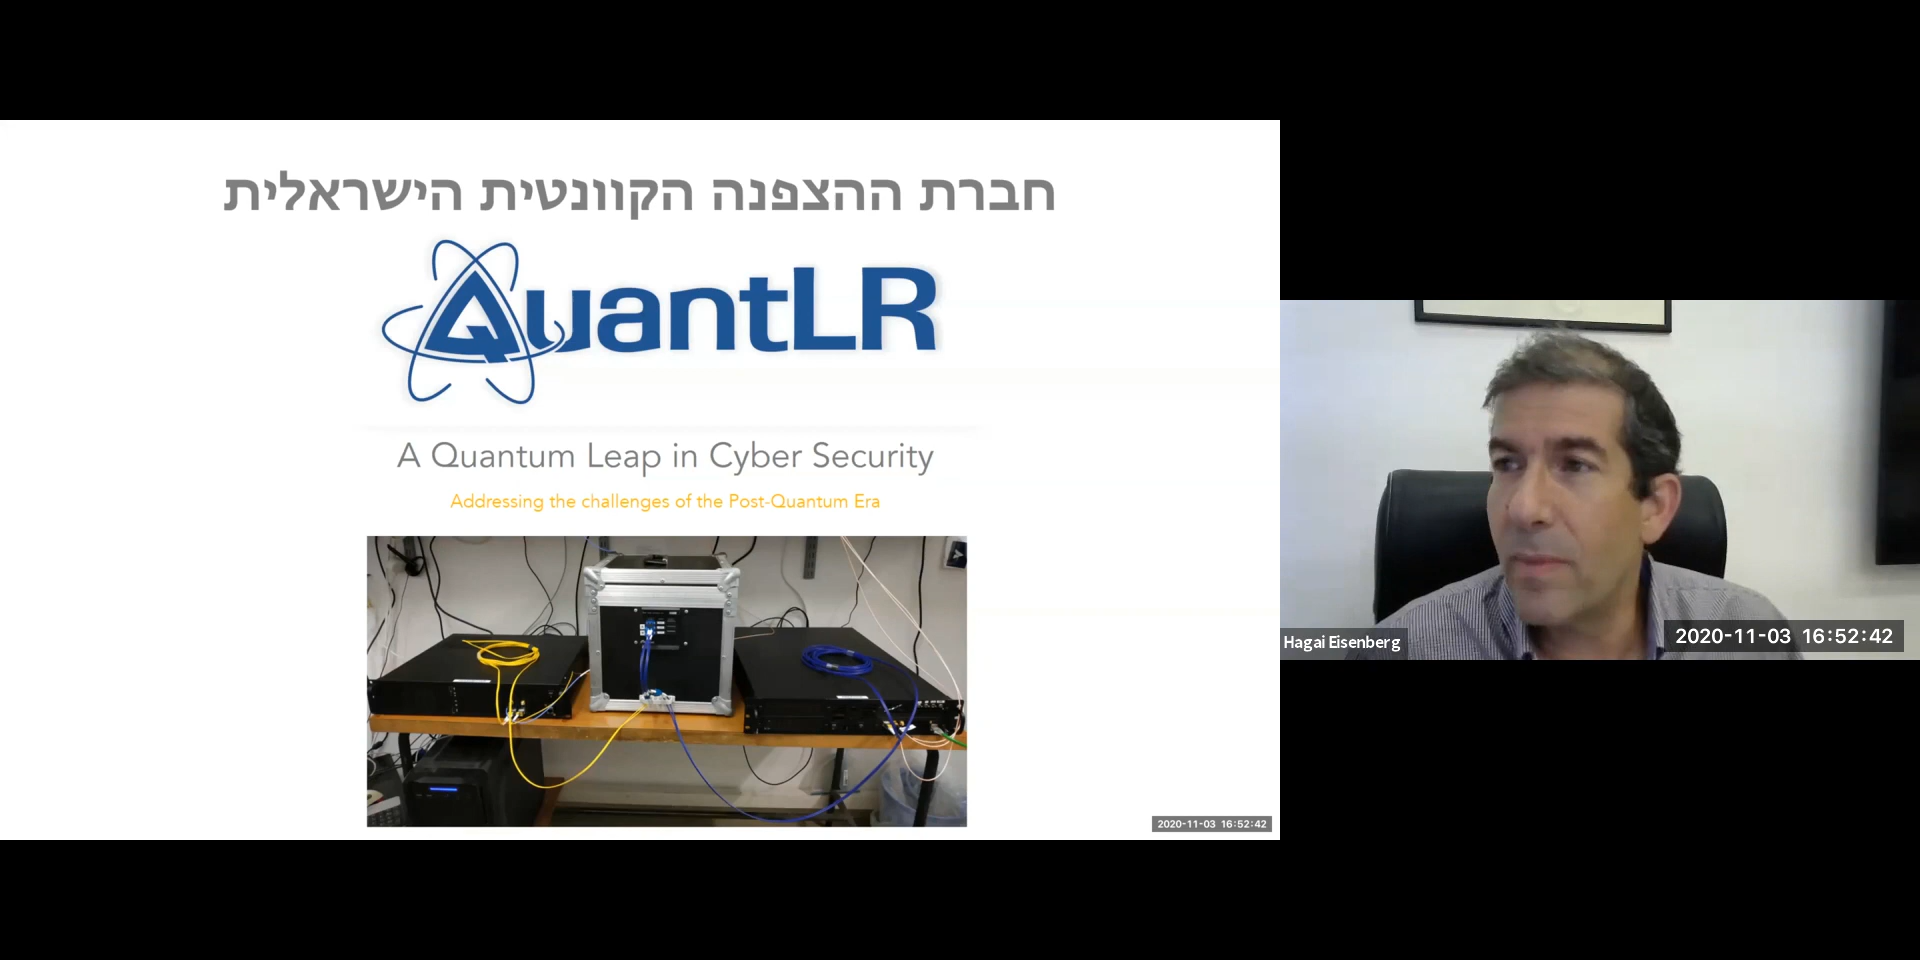 חברת ההצפנה הקוונטית הישראלית
QuantLR
A Quantum Leap in Cyber Security
Addressing the challenges of the Post-Quantum Era
2020-11-03 16:52:42
Hagai Eisenberg
2020-11-03 16:52:42